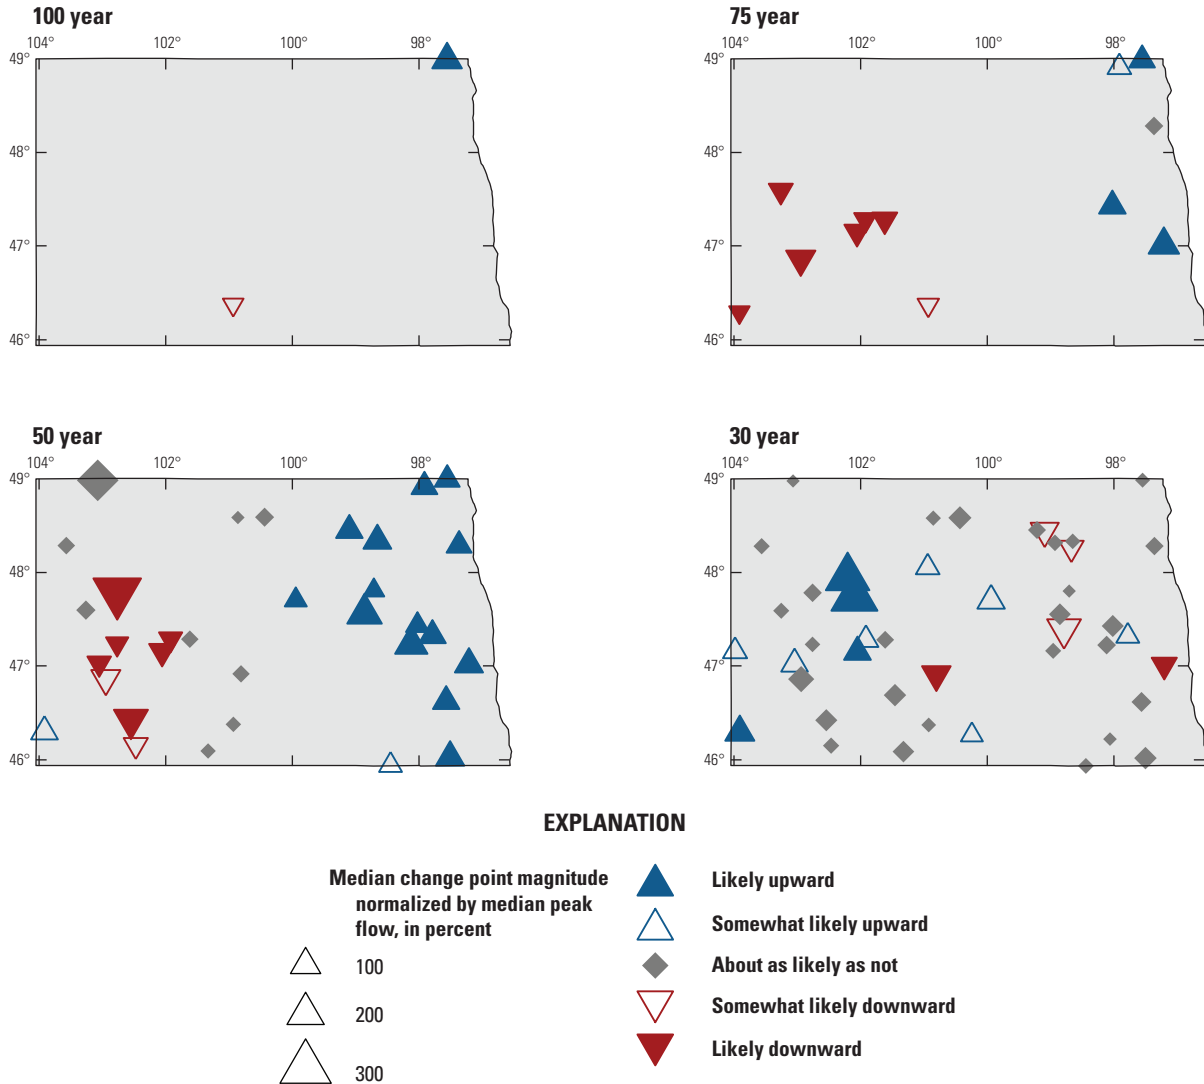 100 year
75 year
104° 102° 100° 98°
104° 102° 100° 98°
49°
48°
47°
46°
49°
48°
47°
46°
50 year
30 year
104° 102° 100° 98°
104° 102° 100° 98°
49°
48°
47°
46°
49°
48°
47°
46°
EXPLANATION
Median change point magnitude
normalized by median peak
flow, in percent
100
200
300
Likely upward
Somewhat likely upward
About as likely as not
Somewhat likely downward
Likely downward